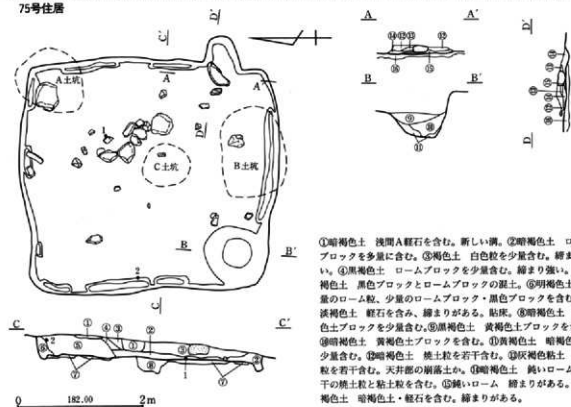 75号住居
D′
C′
A
A′
D′
A土坑
A
A′
B
B′
D
C土坑
B土坑
B
B′
C
C
C′
0 182.00 2m
①暗褐色土 浅間A軽石を含む。新しい溝。②暗褐色土
ブロックを多量に含む。③褐色土 白色粒を少量含む。
い。④黒褐色土 ロームブロックを少量含む。締まり強い。
褐色土 黒色ブロックとロームブロックの混土。⑥明褐色土
量のローム粒、少量のロームブロック・黒色ブロックを含む
淡褐色土 軽石を含み、締まりがある。貼床。⑧暗褐色土
色土ブロックを少量含む。⑨黒褐色土 黄褐色土ブロックを
⑩暗褐色土 黄褐色土ブロックを含む。⑪黄褐色土 暗褐色
少量含む。⑫暗褐色土 焼土粒を若干含む。⑬灰褐色粘土
粒を若干含む。天井部の崩落土か。⑭暗褐色土 鈍いローム
干の焼土粒と粘土粒を含む。⑮鈍いローム 締まりがある。
褐色土 暗褐色土・軽石を含む。締まりがある。